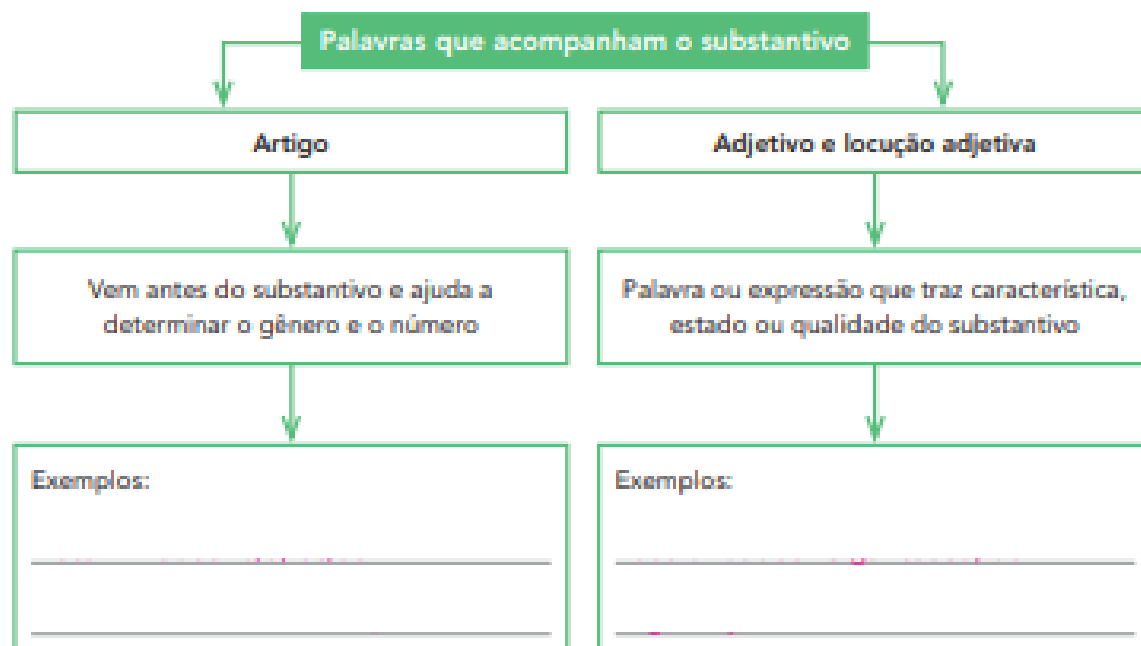 Palavras que acompanham o substantivo
Artigo
Adjetivo e locução adjetiva
Vem antes do substantivo e ajuda a
determinar o gênero e o número
Palavra ou expressão que traz característica,
estado ou qualidade do substantivo
Exemplos:
Exemplos: